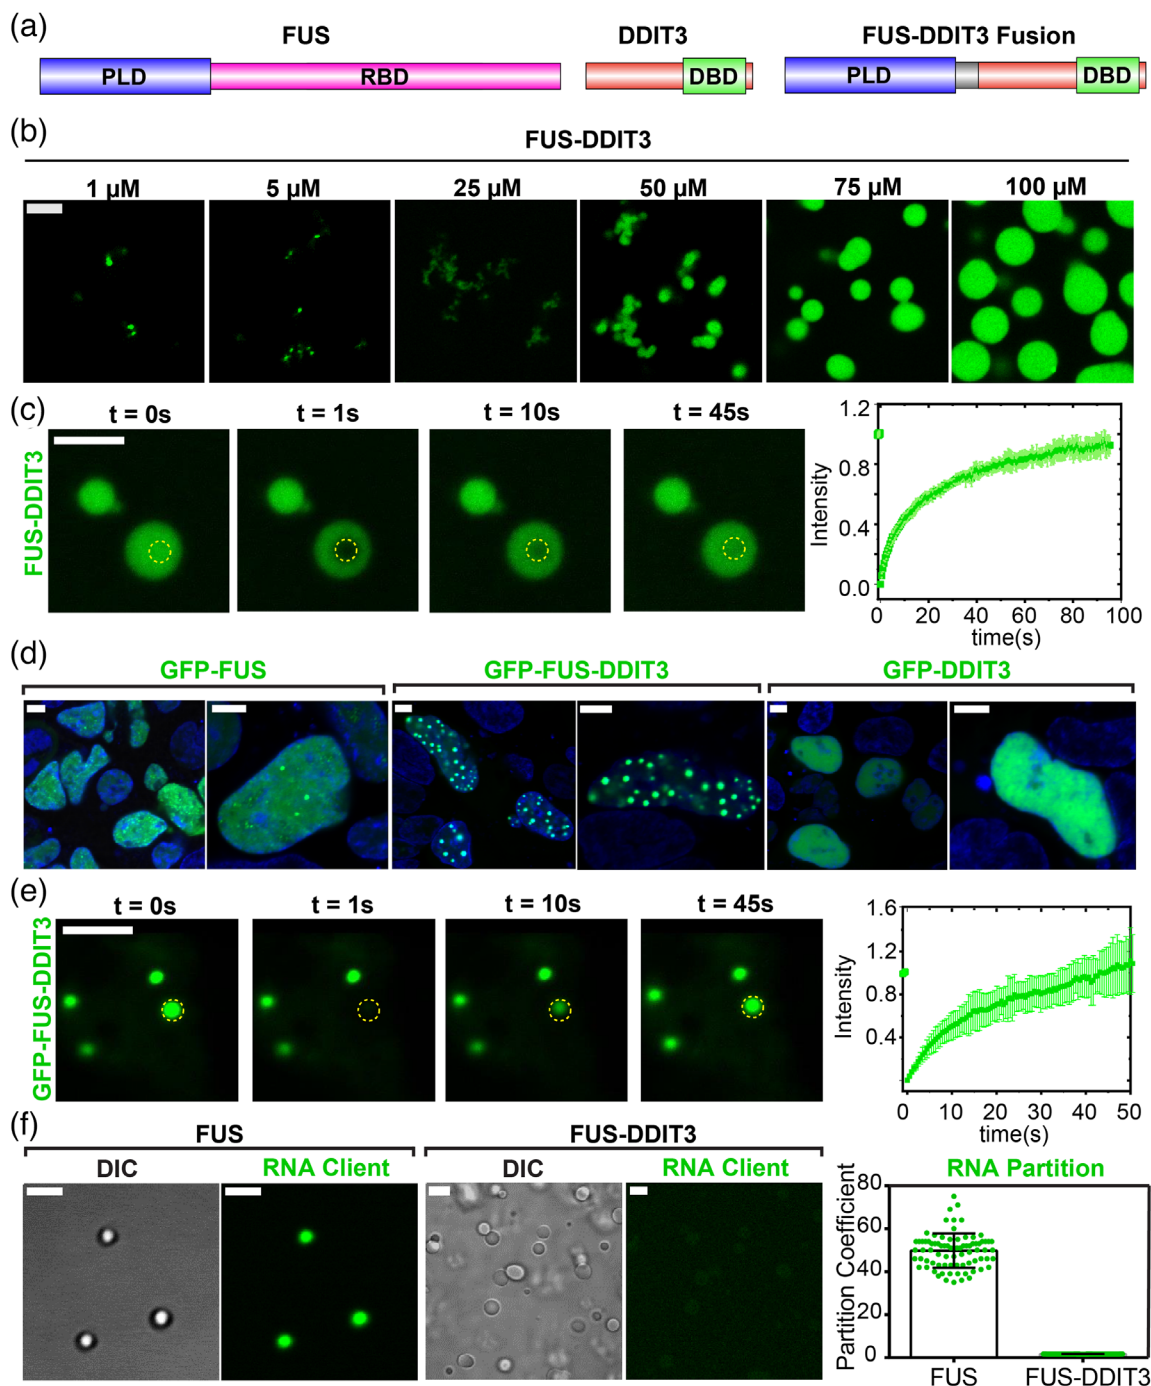 (a)
FUS DDIT3 FUS-DDIT3 Fusion
PLD RBD DBD PLD DBD
(b)
FUS-DDIT3
1 µM 5 µM 25 µM 50 µM 75 µM 100 µM
(c)
t = 0s t = 1s t = 10s t = 45s
FUS-DDIT3
Intensity
1.2
0.8
0.4
0.0
0 20 40 60 80 100
time(s)
(d)
GFP-FUS GFP-FUS-DDIT3 GFP-DDIT3
(e)
t = 0s t = 1s t = 10s t = 45s
GFP-FUS-DDIT3
Intensity
1.6
1.2
0.8
0.4
0 10 20 30 40 50
time(s)
(f)
FUS FUS-DDIT3
DIC RNA Client DIC RNA Client
RNA Partition
Partition Coefficient
80
60
40
20
0
FUS FUS-DDIT3